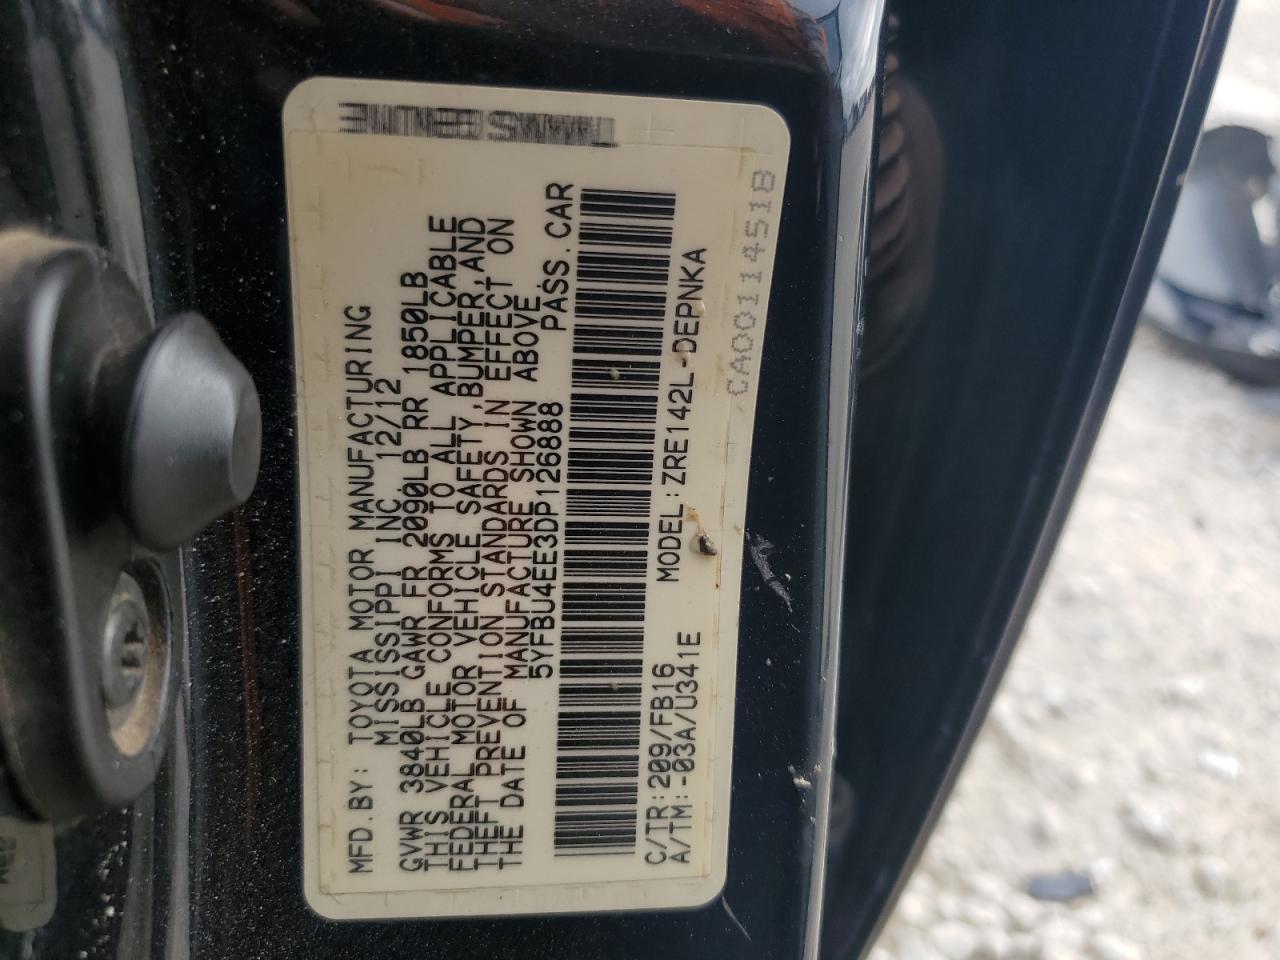 MFD.BY: TOYOTA MOTOR MANUFACTURING
MISSISSIPPI INC 12/12
GVWR 3840LB GAWR FR 2090LB RR 1850LB
THIS VEHICLE CONFORMS TO ALL APPLICABLE
FEDERAL MOTOR VEHICLE SAFETY,BUMPER,AND
THEFT PREVENTION STANDARDS IN EFFECT ON
THE DATE OF MANUFACTURE SHOWN ABOVE.
5YFBU4EE3DP126888 PASS.CAR
C/TR:209/FB16 MODEL:ZRE142L-DEPNKA
A/TM:-03A/U341E
CA00114518